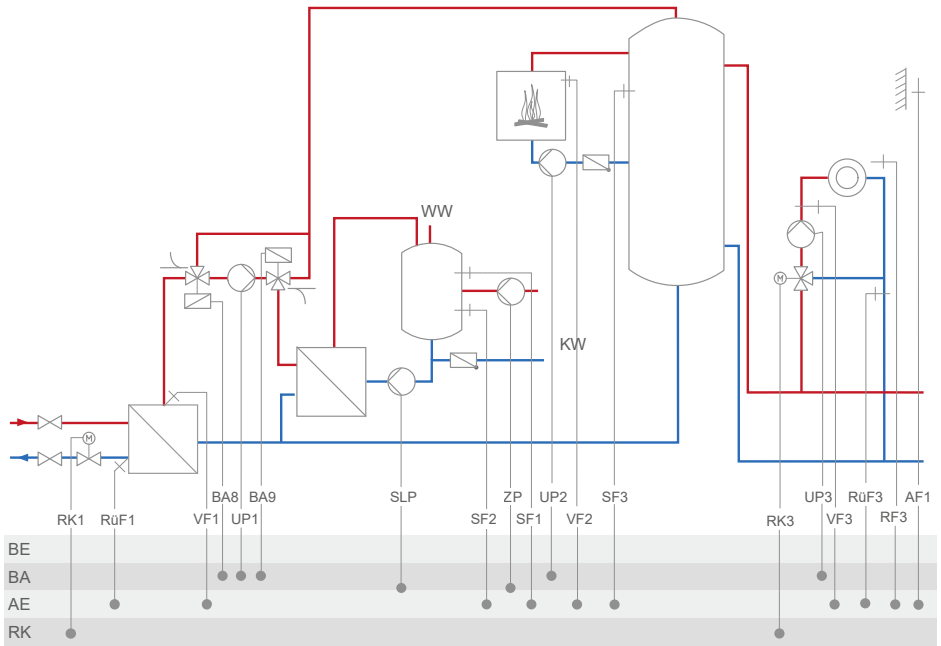 WW
KW
M
M
BA8 BA9 SLP ZP UP2 SF3 UP3 RüF3 AF1
RK1 RüF1 VF1 UP1 SF2 SF1 VF2 RK3 VF3 RF3
BE
BA
AE
RK